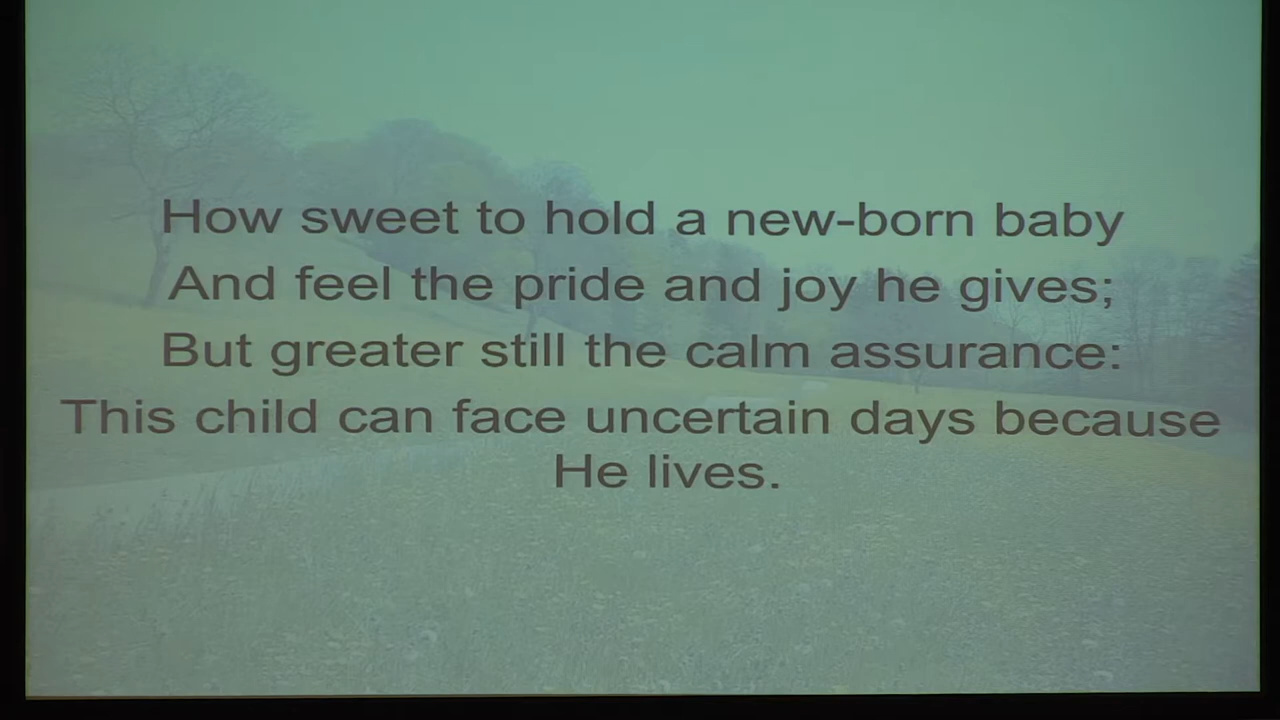 How sweet to hold a new-born baby
And feel the pride and joy he gives;
But greater still the calm assurance:
This child can face uncertain days because
He lives.